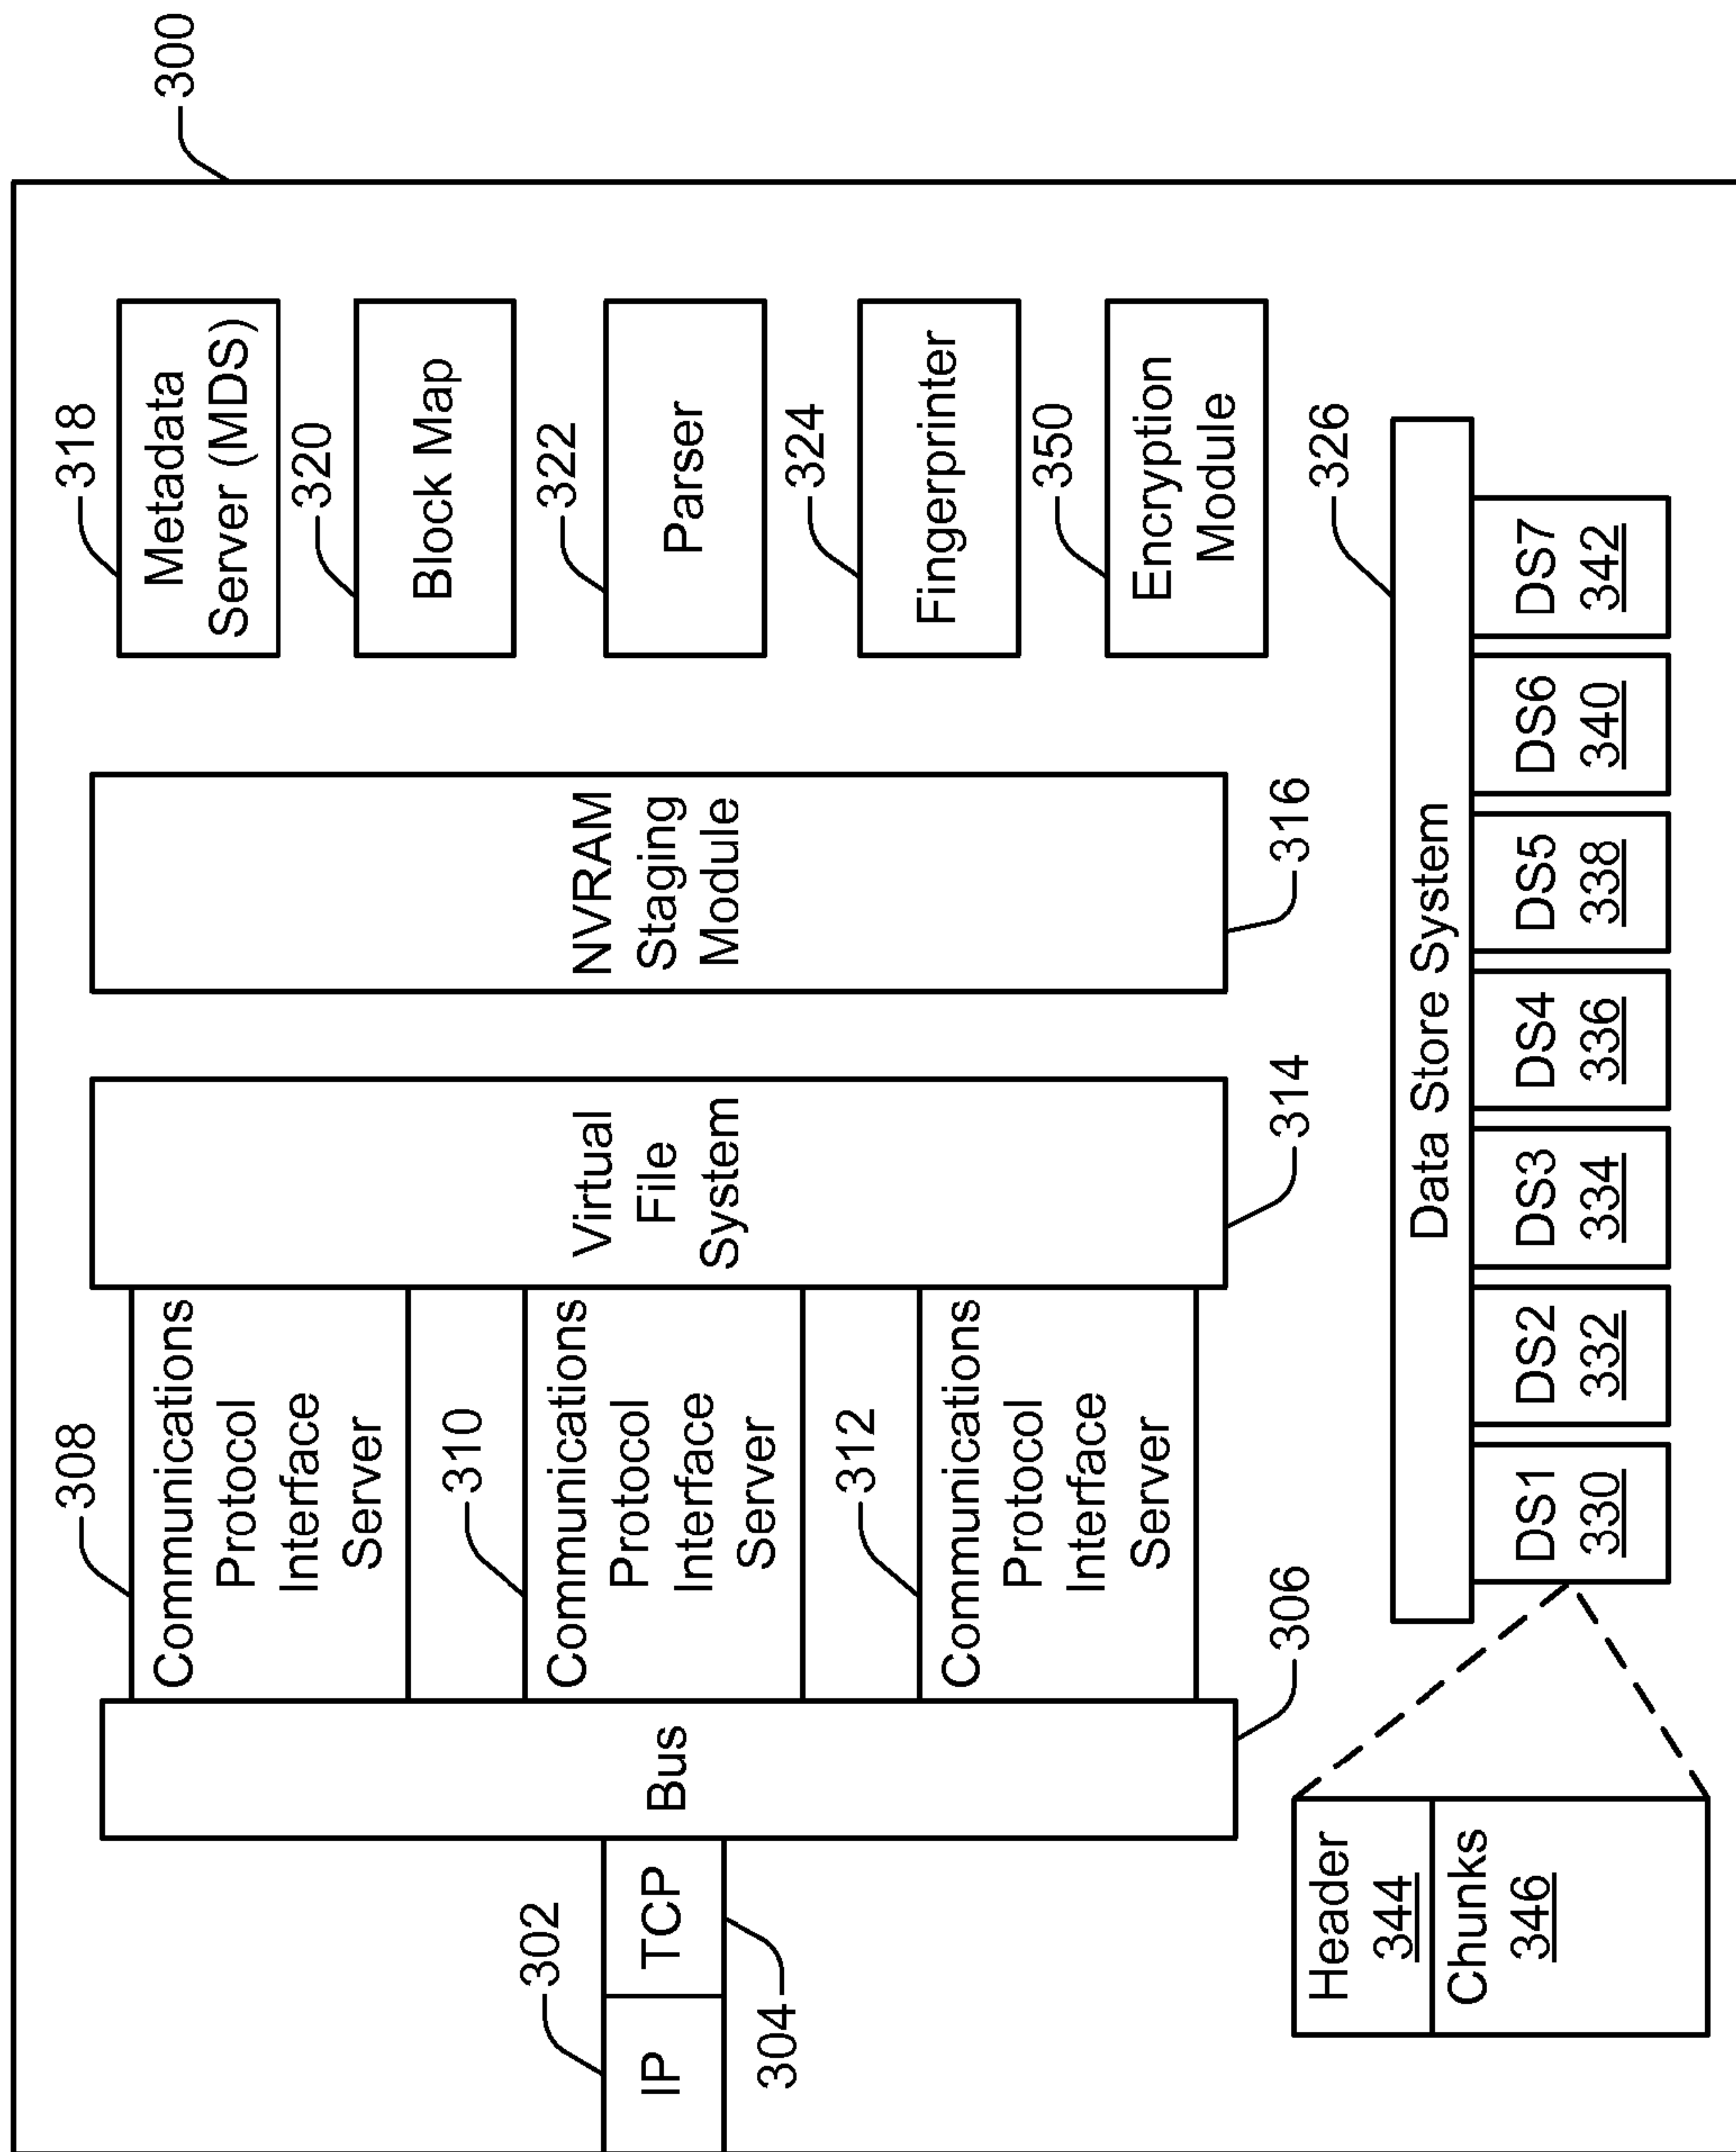 300
308
Communications
Protocol
Interface
Server
310
Communications
Protocol
Interface
Server
312
Communications
Protocol
Interface
Server
302
IP
TCP
304
Bus
306
Virtual
File
System
314
NVRAM
Staging
Module
316
318
Metadata
Server (MDS)
320
Block Map
322
Parser
324
Fingerprinter
350
Encryption
Module
326
Data Store System
DS1
330
DS2
332
DS3
334
DS4
336
DS5
338
DS6
340
DS7
342
Header
344
Chunks
346